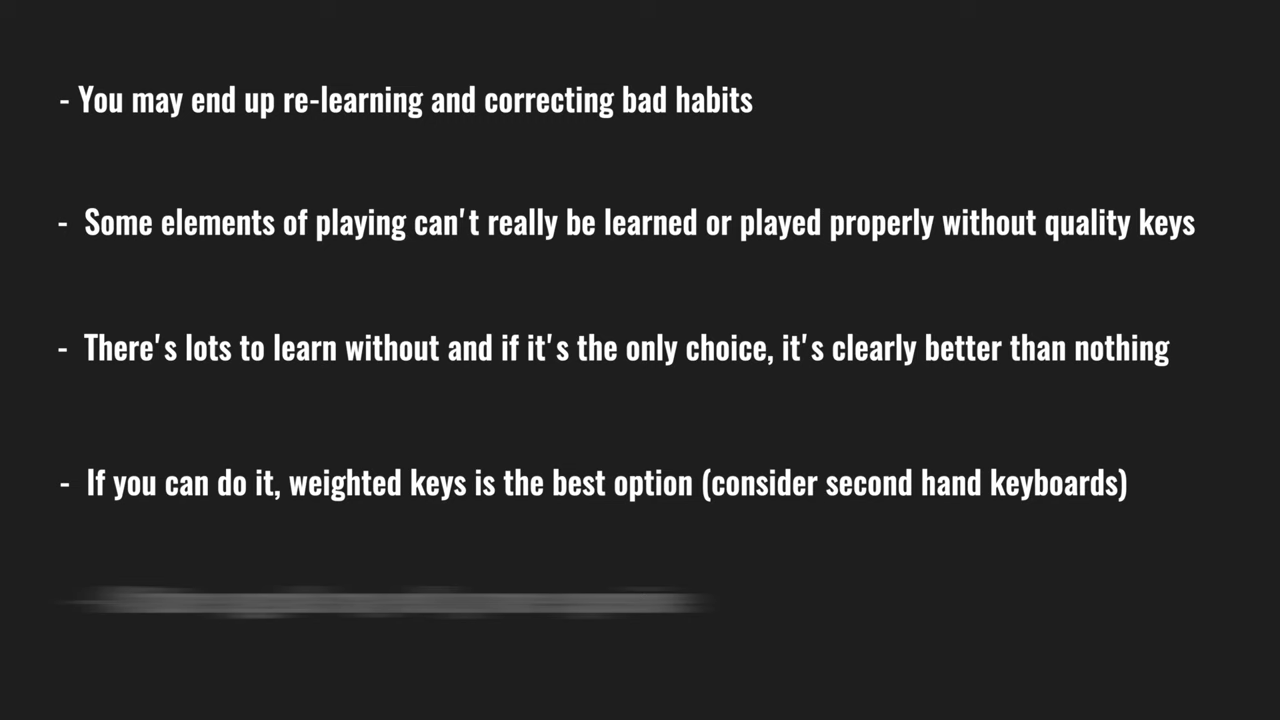 - You may end up re-learning and correcting bad habits
- Some elements of playing can't really be learned or played properly without quality keys
- There's lots to learn without and if it's the only choice, it's clearly better than nothing
- If you can do it, weighted keys is the best option (consider second hand keyboards)